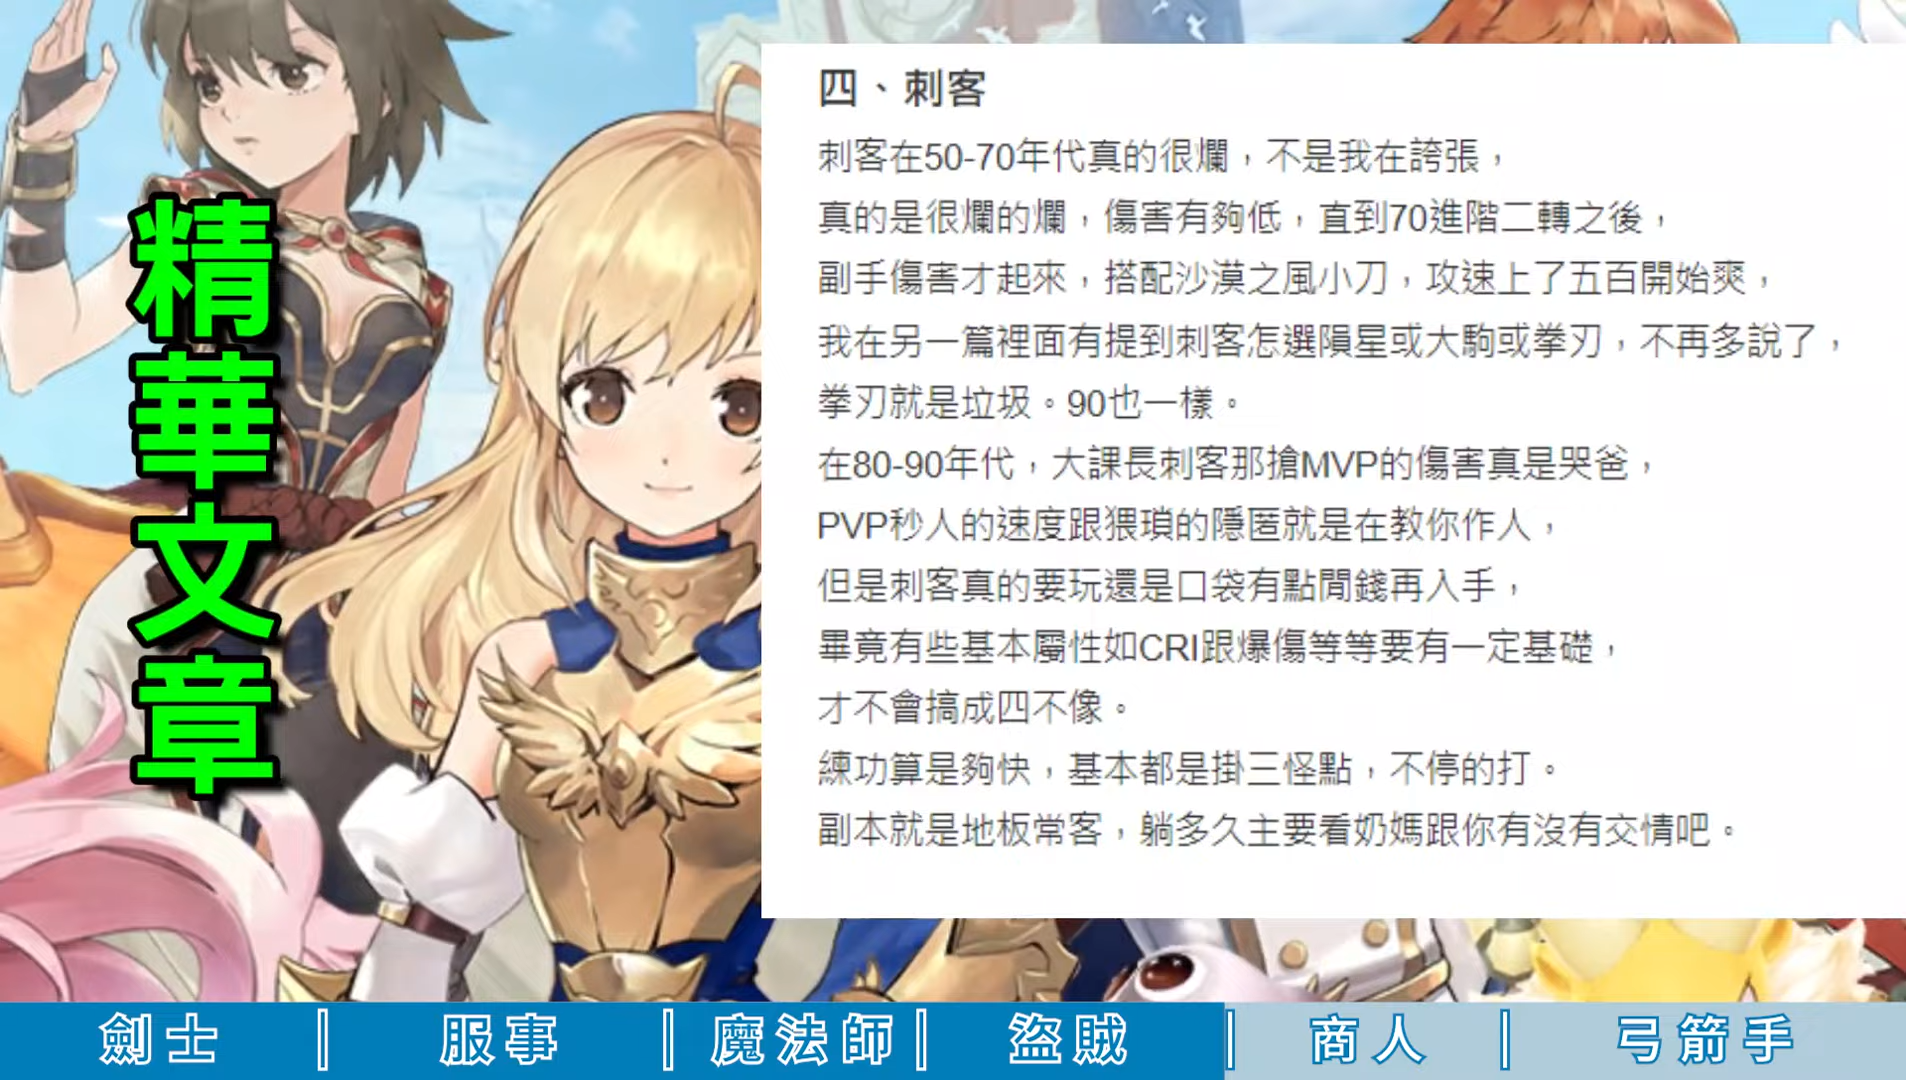 精華文章
四、刺客
刺客在50-70年代真的很爛，不是我在誇張，
真的是很爛的爛，傷害有夠低，直到70進階二轉之後，
副手傷害才起來，搭配沙漠之風小刀，攻速上了五百開始爽，
我在另一篇裡面有提到刺客怎選隕星或大駒或拳刃，不再多說了，
拳刃就是垃圾。90也一樣。
在80-90年代，大課長刺客那搶MVP的傷害真是哭爸，
PVP秒人的速度跟猥瑣的隱匿就是在教你作人，
但是刺客真的要玩還是口袋有點閒錢再入手，
畢竟有些基本屬性如CRI跟爆傷等等要有一定基礎，
才不會搞成四不像。
練功算是夠快，基本都是掛三怪點，不停的打。
副本就是地板常客，躺多久主要看奶媽跟你有沒有交情吧。
劍士 | 服事 | 魔法師 | 盜賊 | 商人 | 弓箭手